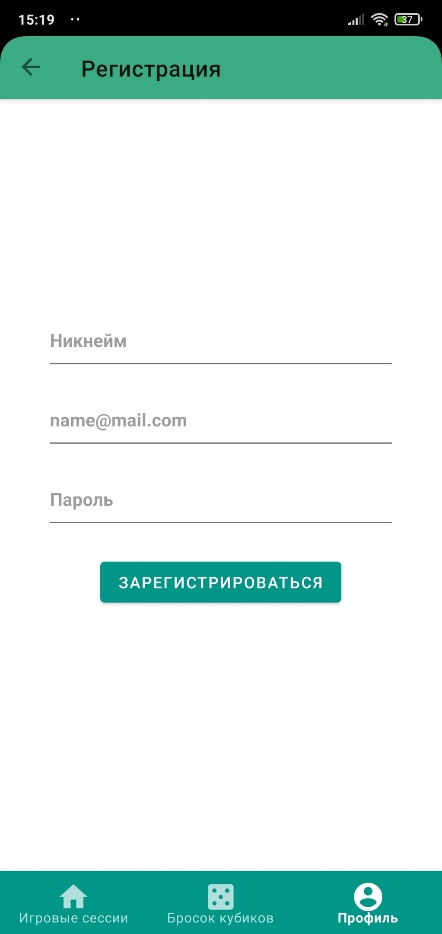 15:19
37
Регистрация
Никнейм
name@mail.com
Пароль
ЗАРЕГИСТРИРОВАТЬСЯ
Игровые сессии
Бросок кубиков
Профиль